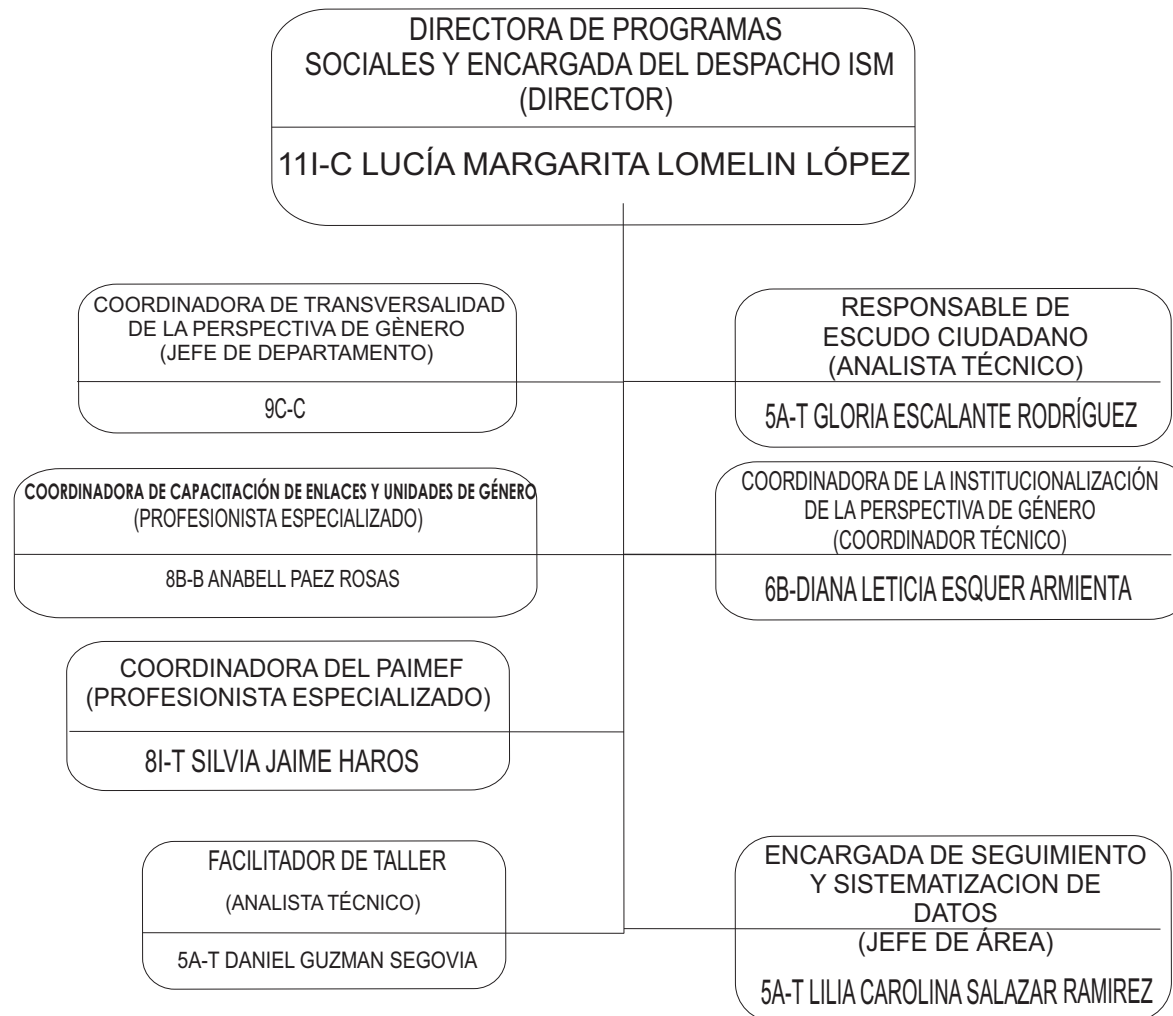 DIRECTORA DE PROGRAMAS
SOCIALES Y ENCARGADA DEL DESPACHO ISM
(DIRECTOR)
11I-C LUCÍA MARGARITA LOMELIN LÓPEZ
COORDINADORA DE TRANSVERSALIDAD
DE LA PERSPECTIVA DE GÈNERO
(JEFE DE DEPARTAMENTO)
9C-C
RESPONSABLE DE
ESCUDO CIUDADANO
(ANALISTA TÉCNICO)
5A-T GLORIA ESCALANTE RODRÍGUEZ
COORDINADORA DE CAPACITACIÓN DE ENLACES Y UNIDADES DE GÉNERO
(PROFESIONISTA ESPECIALIZADO)
8B-B ANABELL PAEZ ROSAS
COORDINADORA DE LA INSTITUCIONALIZACIÓN
DE LA PERSPECTIVA DE GÉNERO
(COORDINADOR TÉCNICO)
6B-DIANA LETICIA ESQUER ARMIENTA
COORDINADORA DEL PAIMEF
(PROFESIONISTA ESPECIALIZADO)
8I-T SILVIA JAIME HAROS
FACILITADOR DE TALLER
(ANALISTA TÉCNICO)
5A-T DANIEL GUZMAN SEGOVIA
ENCARGADA DE SEGUIMIENTO
Y SISTEMATIZACION DE
DATOS
(JEFE DE ÁREA)
5A-T LILIA CAROLINA SALAZAR RAMIREZ